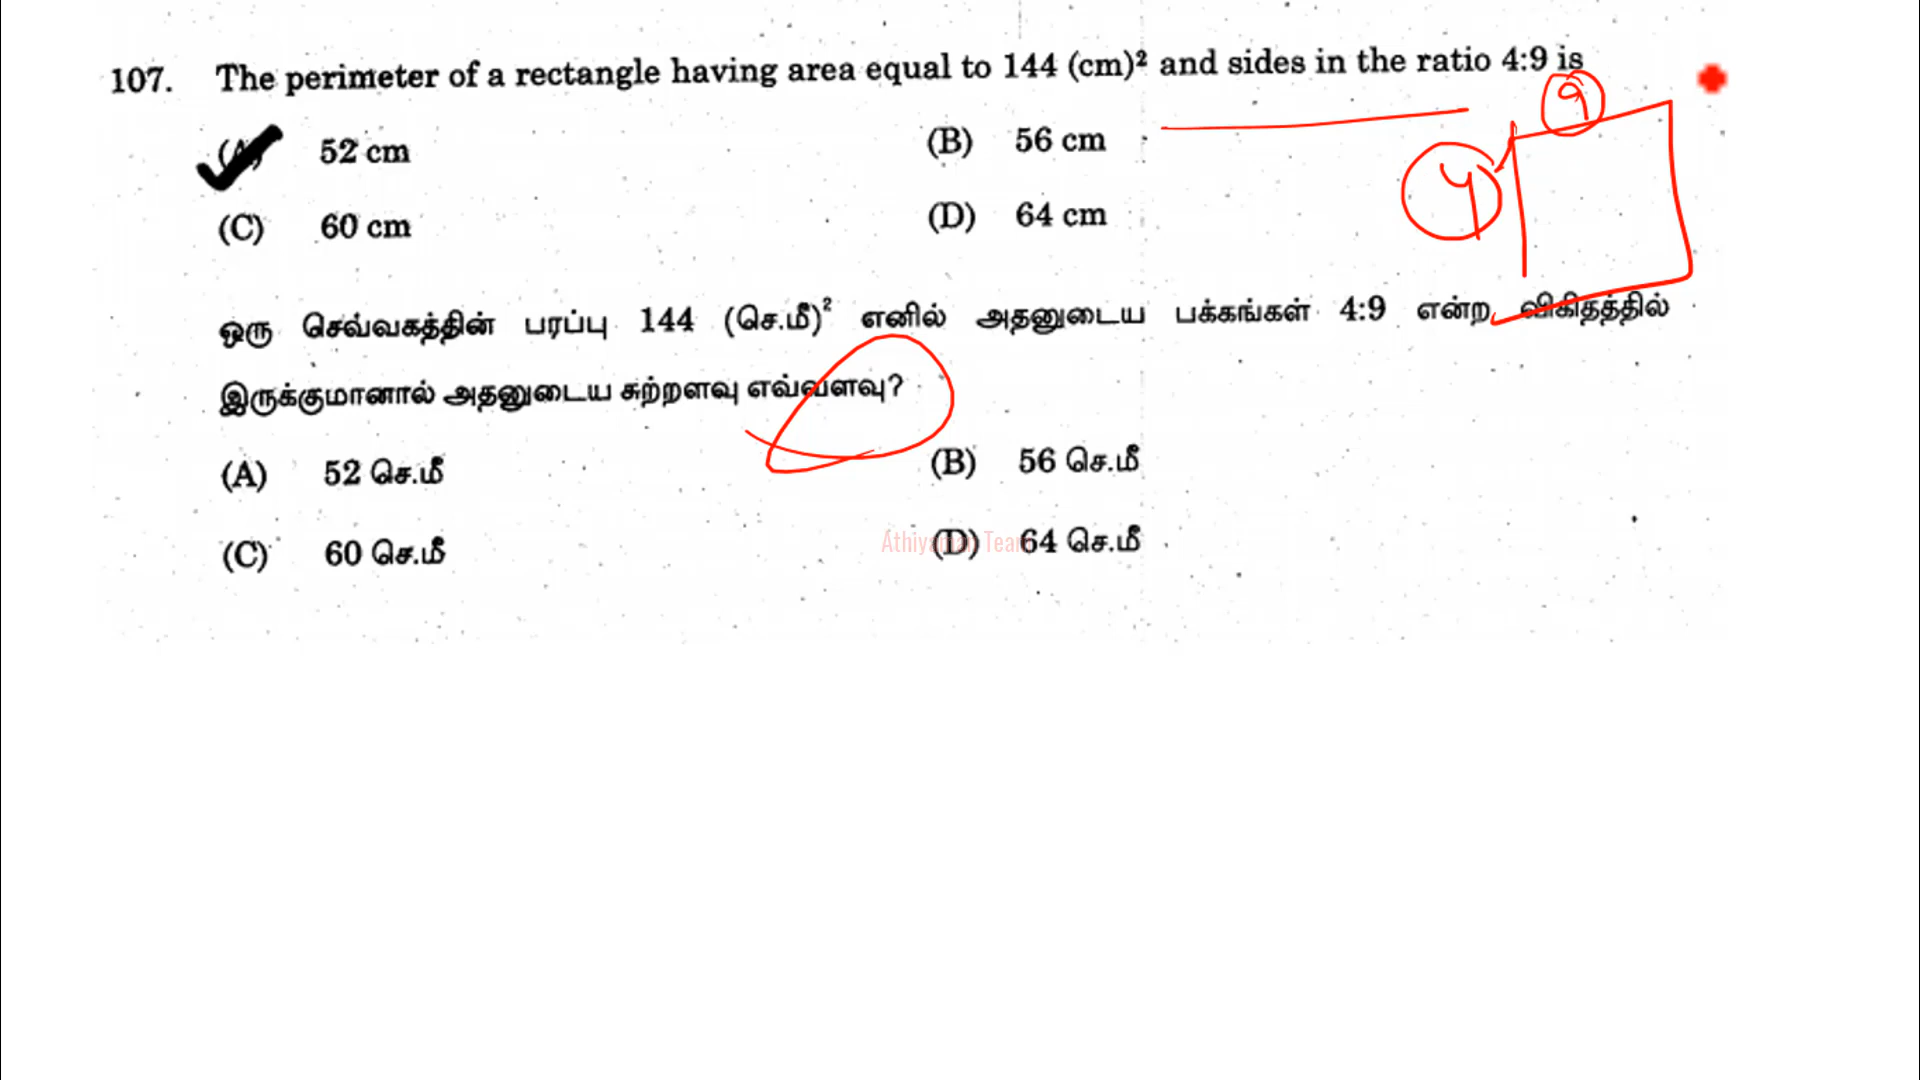 107. The perimeter of a rectangle having area equal to 144 (cm)² and sides in the ratio 4:9 is
9
(A) 52 cm (B) 56 cm
4
(C) 60 cm (D) 64 cm
ஒரு செவ்வகத்தின் பரப்பு 144 (செ.மீ)² எனில் அதனுடைய பக்கங்கள் 4:9 என்ற விகிதத்தில்
இருக்குமானால் அதனுடைய சுற்றளவு எவ்வளவு?
(A) 52 செ.மீ (B) 56 செ.மீ
(C) 60 செ.மீ (D) 64 செ.மீ
Athiyaman Team